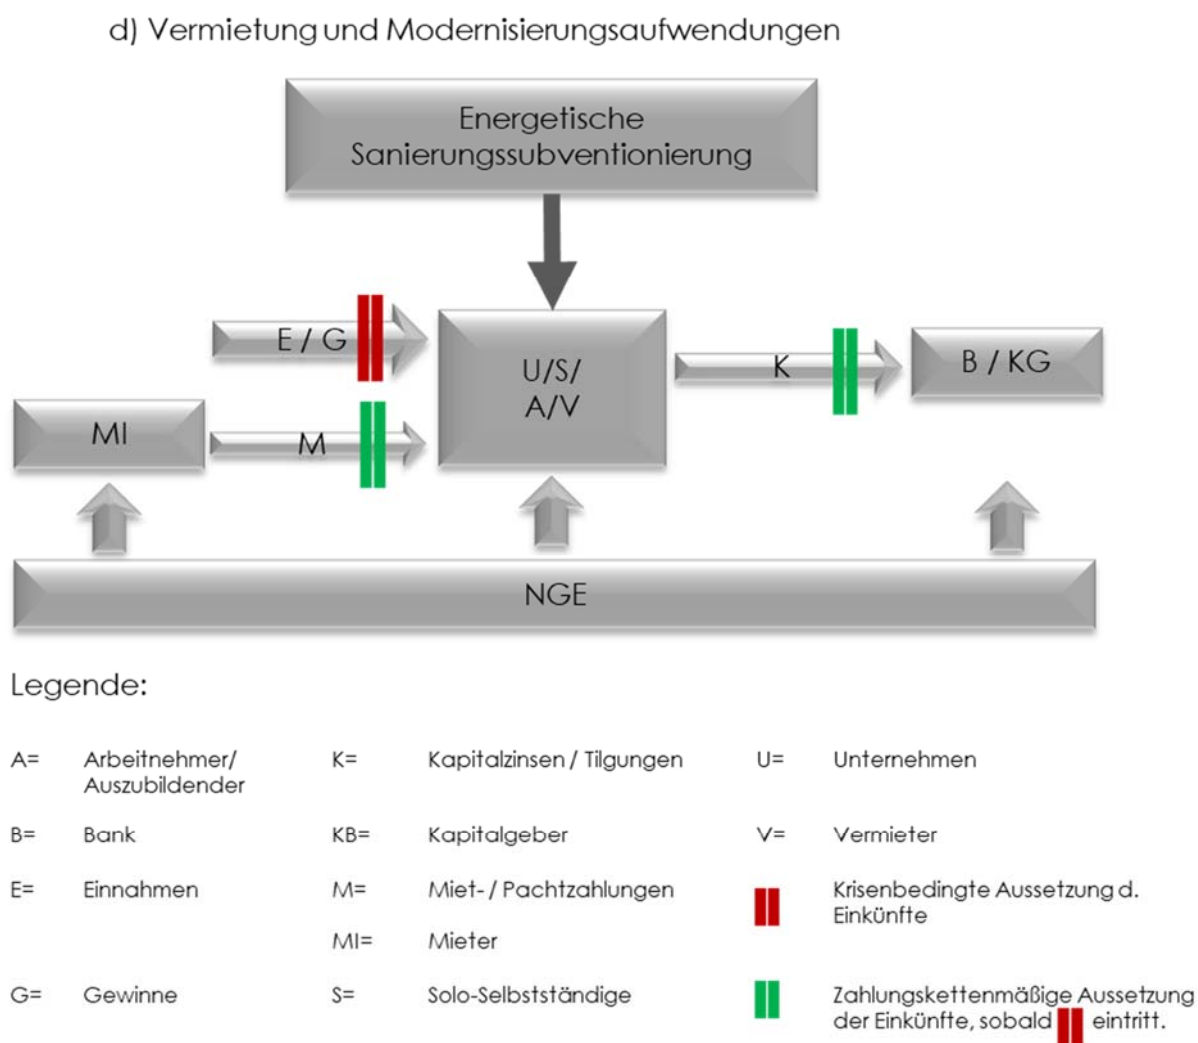 d) Vermietung und Modernisierungsaufwendungen
Energetische
Sanierungssubventionierung
E / G
U/S/
A/V
K
B / KG
MI
M
NGE
Legende:
A= Arbeitnehmer/
Auszubildender
K= Kapitalzinsen / Tilgungen
U= Unternehmen
B= Bank
KB= Kapitalgeber
V= Vermieter
E= Einnahmen
M= Miet- / Pachtzahlungen
Krisenbedingte Aussetzung d.
Einkünfte
MI= Mieter
G= Gewinne
S= Solo-Selbstständige
Zahlungskettenmäßige Aussetzung
der Einkünfte, sobald eintritt.